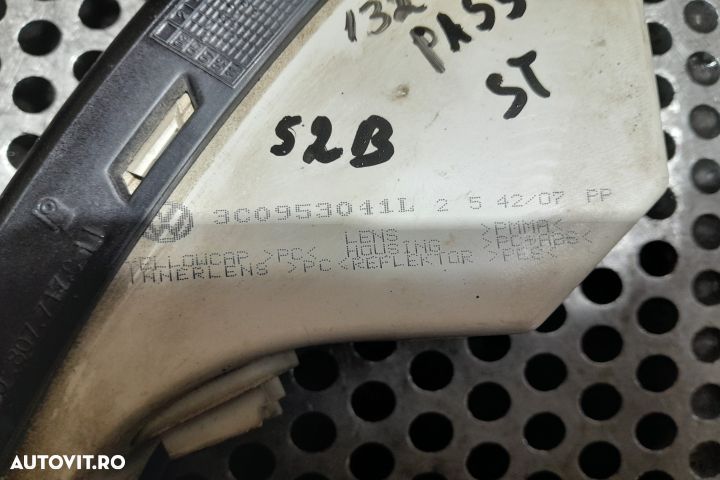 132
PASS
ST
52B
3C0953041L 2 5 42/07 PP
LENS >PMMA<
YELLOWCAP >PC< HOUSING >PC+ABS<
INNERLENS >PC< REFLEKTOR >PES<
AUTOVIT.RO